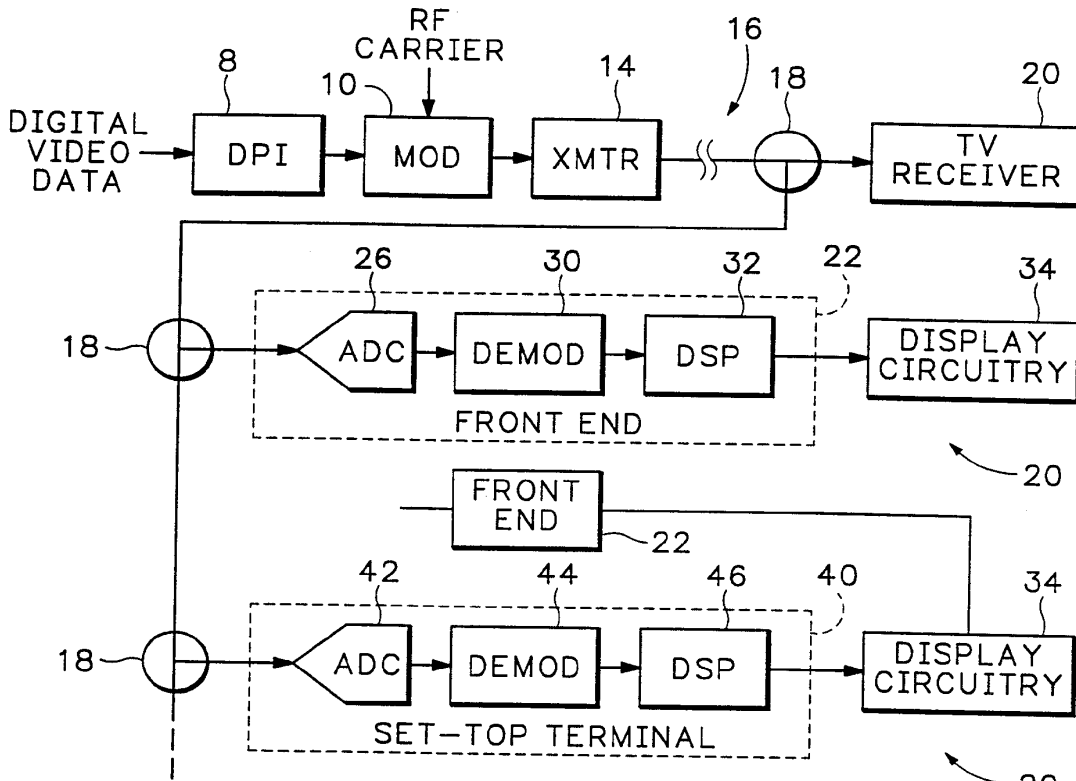 RF
CARRIER
8
10
14
16
18
20
DIGITAL
VIDEO
DATA
DPI
MOD
XMTR
TV
RECEIVER
26
30
32
22
34
18
ADC
DEMOD
DSP
DISPLAY
CIRCUITRY
FRONT END
20
FRONT
END
22
42
44
46
40
34
18
ADC
DEMOD
DSP
DISPLAY
CIRCUITRY
SET-TOP TERMINAL